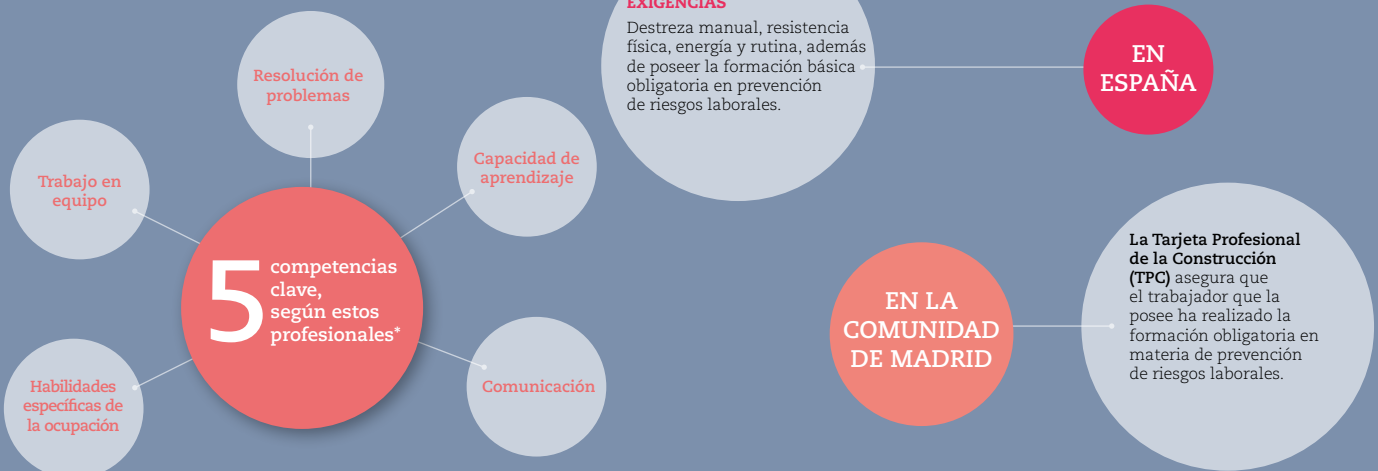 EXIGENCIAS
Destreza manual, resistencia
física, energía y rutina, además
de poseer la formación básica
obligatoria en prevención
de riesgos laborales.
EN
ESPAÑA
Resolución de
problemas
Capacidad de
aprendizaje
Trabajo en
equipo
5 competencias
clave,
según estos
profesionales*
Habilidades
específicas de
la ocupación
Comunicación
EN LA
COMUNIDAD
DE MADRID
La Tarjeta Profesional
de la Construcción
(TPC) asegura que
el trabajador que la
posee ha realizado la
formación obligatoria en
materia de prevención
de riesgos laborales.